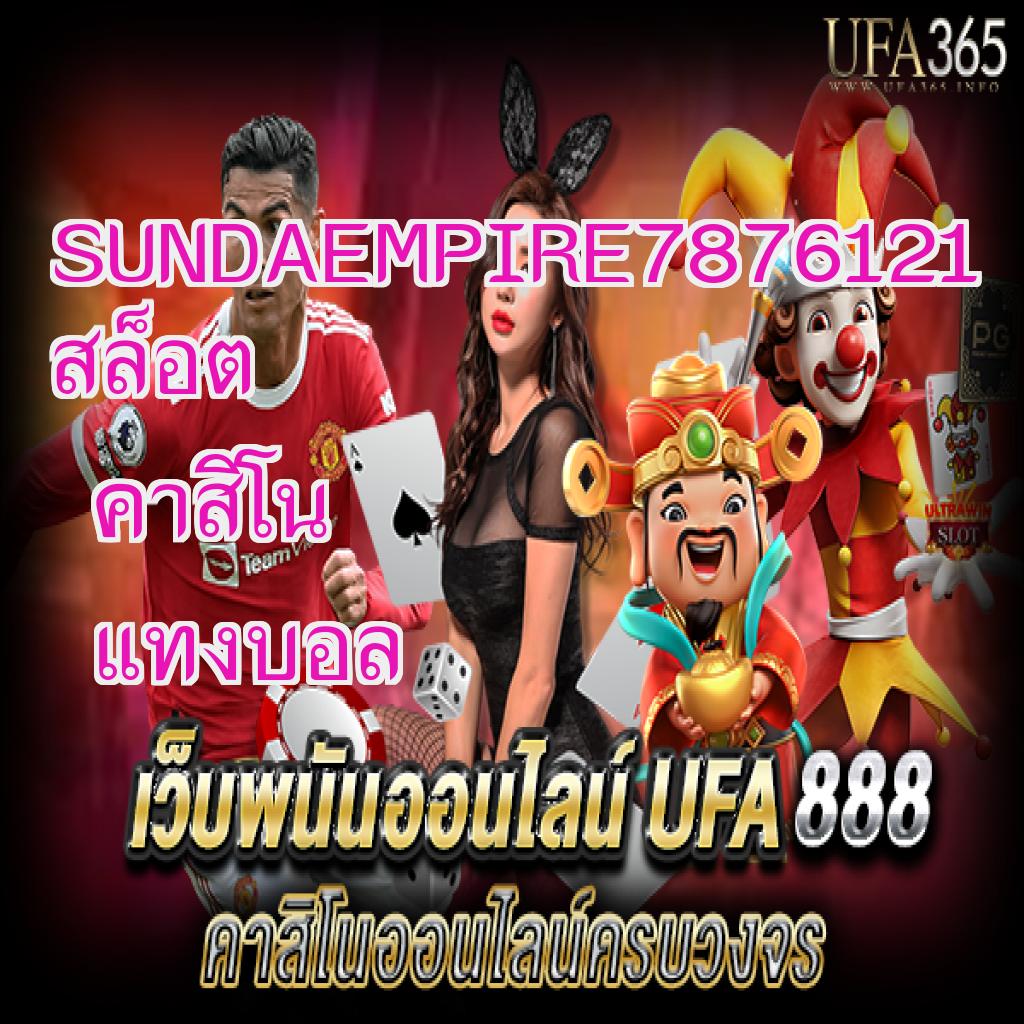 UFA365
WWW.UFA365.INFO
SUNDAEMPIRE7876121
สล็อต
PG
คาสิโน
ULTRAWIN
SLOT
TeamV
A
แทงบอล
เว็บพนันออนไลน์ UFA 888
คาสิโนออนไลน์ครบวงจร